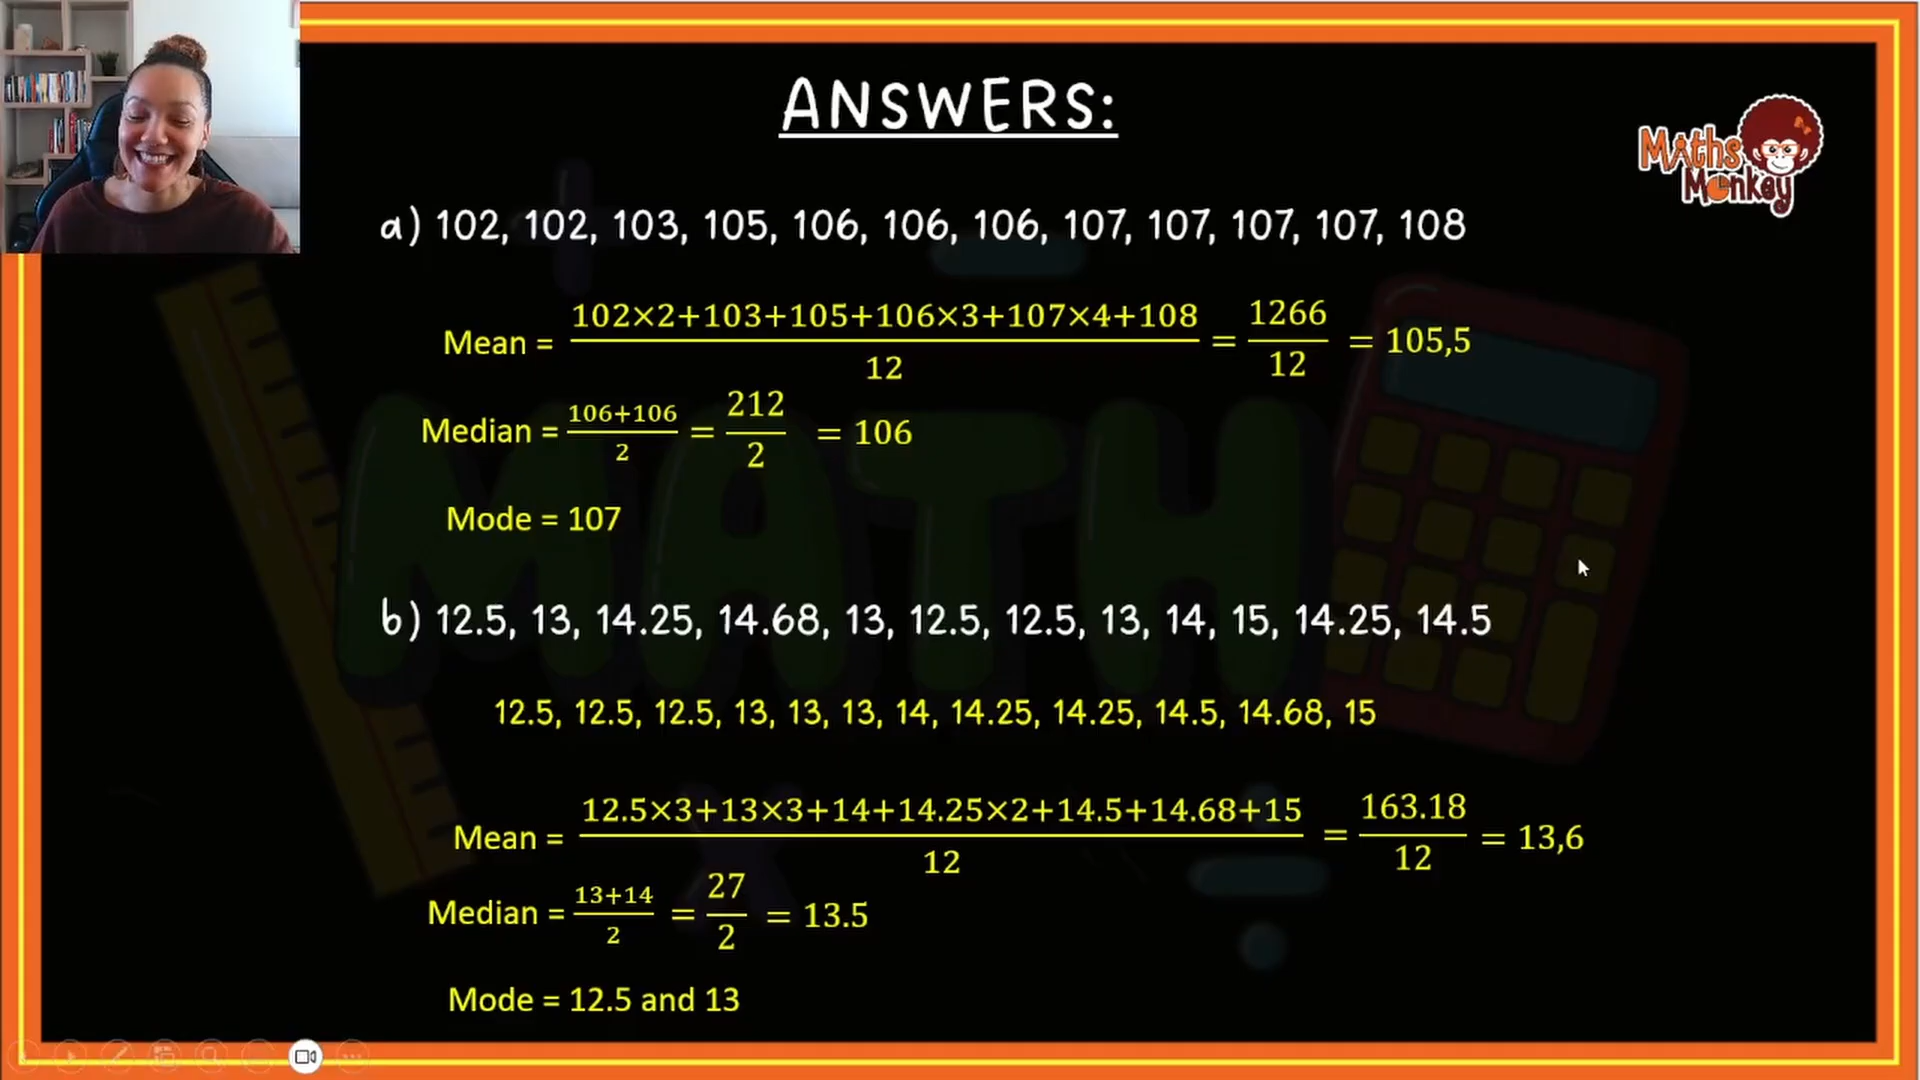 ANSWERS:
Maths Monkey
a) 102, 102, 103, 105, 106, 106, 106, 107, 107, 107, 107, 108
Mean = 102×2+103+105+106×3+107×4+108 / 12 = 1266 / 12 = 105,5
Median = 106+106 / 2 = 212 / 2 = 106
Mode = 107
b) 12.5, 13, 14.25, 14.68, 13, 12.5, 12.5, 13, 14, 15, 14.25, 14.5
12.5, 12.5, 12.5, 13, 13, 13, 14, 14.25, 14.25, 14.5, 14.68, 15
Mean = 12.5×3+13×3+14+14.25×2+14.5+14.68+15 / 12 = 163.18 / 12 = 13,6
Median = 13+14 / 2 = 27 / 2 = 13.5
Mode = 12.5 and 13
MATH